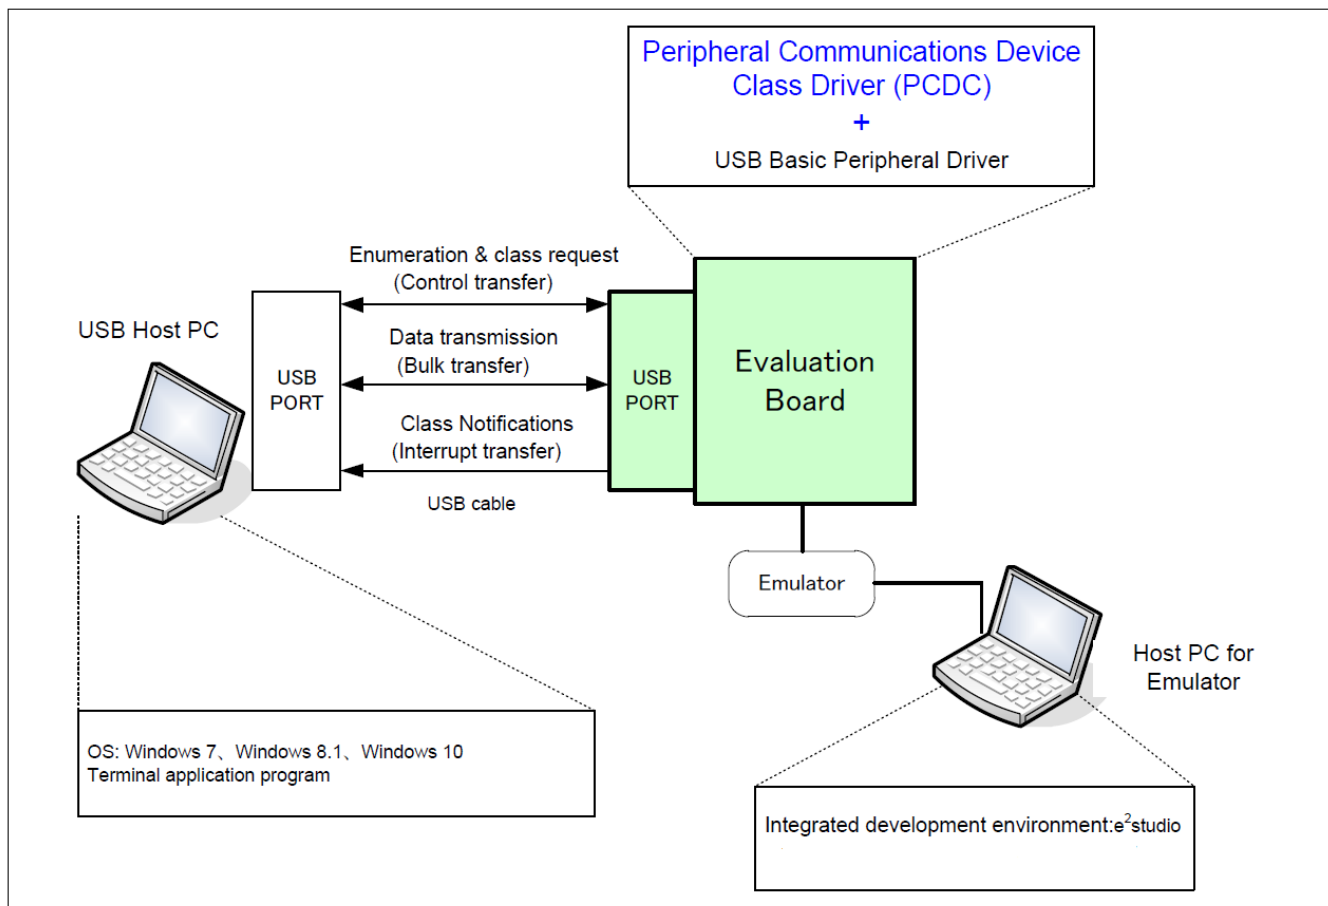 Peripheral Communications Device
Class Driver (PCDC)
+
USB Basic Peripheral Driver
Enumeration & class request
(Control transfer)
USB Host PC
Data transmission
(Bulk transfer)
USB
PORT
USB
PORT
Evaluation
Board
Class Notifications
(Interrupt transfer)
USB cable
Emulator
Host PC for
Emulator
OS: Windows 7、Windows 8.1、Windows 10
Terminal application program
Integrated development environment:e²studio